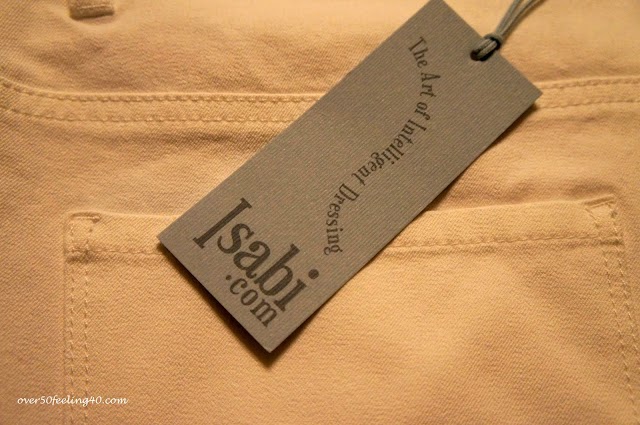 The Art of Intelligent Dressing
Isabi
.com
over50feeling40.com